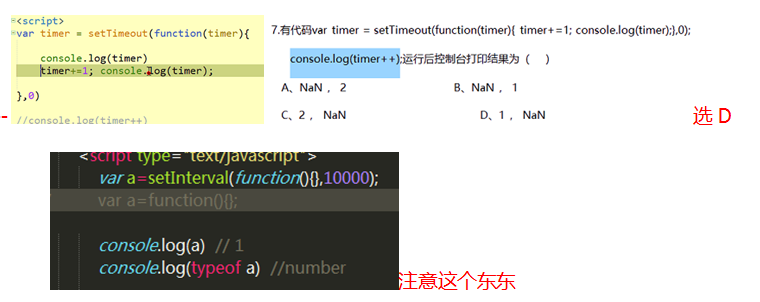 <script>
var timer = setTimeout(function(timer){
console.log(timer)
timer+=1; console.log(timer);
},0)
//console.log(timer++)
7.有代码var timer = setTimeout(function(timer){ timer+=1; console.log(timer);},0);
console.log(timer++);运行后控制台打印结果为（　）
A、NaN ， 2
B、NaN ，1
C、2 ， NaN
D、1 ， NaN
选 D
<script type="text/javascript">
var a=setInterval(function(){},10000);
var a=function(){};
console.log(a) // 1
console.log(typeof a) //number
注意这个东东